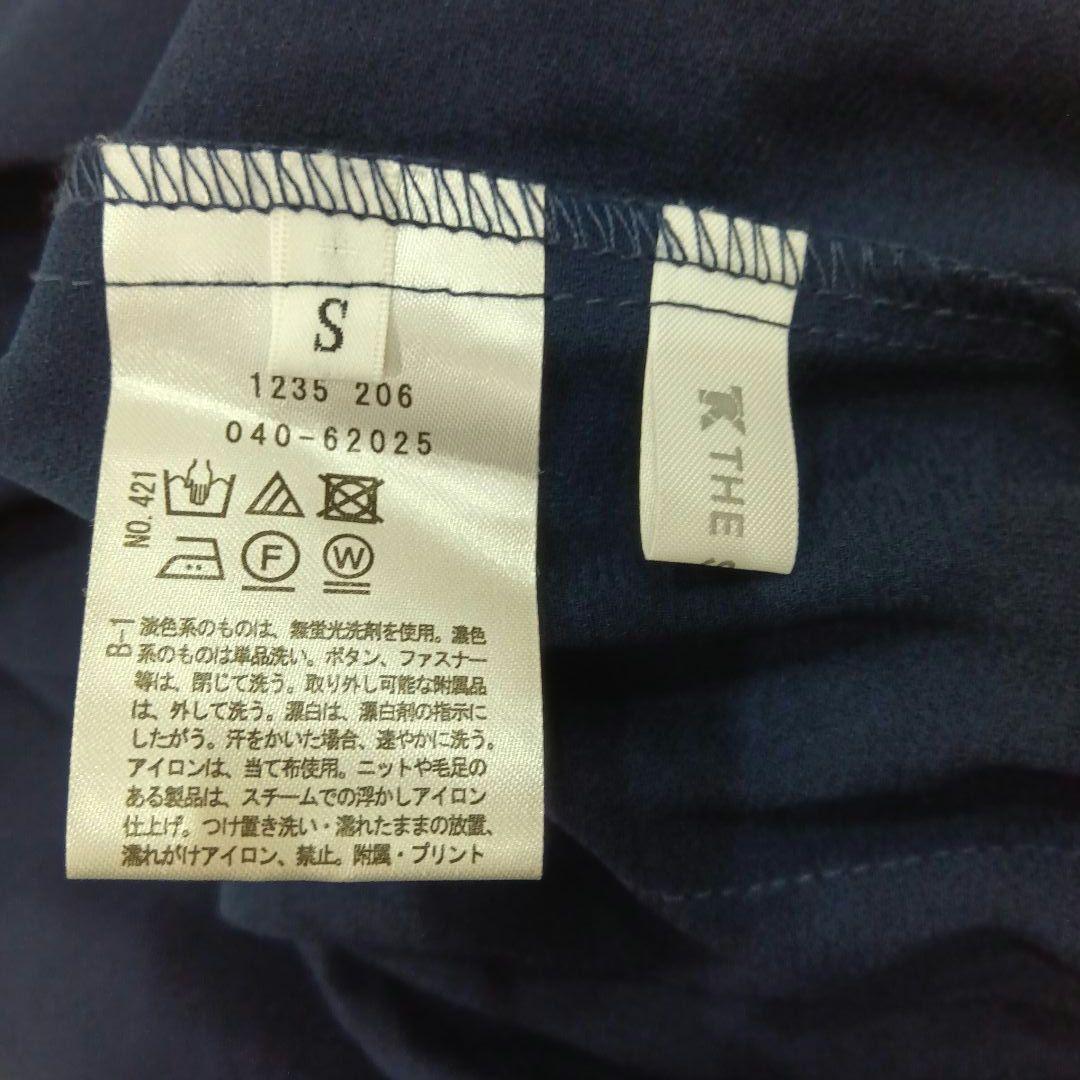 S
1235 206
040-62025
NO.421
F
W
B-1
淡色系のものは、無蛍光洗剤を使用。濃色
系のものは単品洗い。ボタン、ファスナー
等は、閉じて洗う。取り外し可能な附属品
は、外して洗う。漂白は、漂白剤の指示に
したがう。汗をかいた場合、速やかに洗う。
アイロンは、当て布使用。ニットや毛足の
ある製品は、スチームでの浮かしアイロン
仕上げ。つけ置き洗い・濡れたままの放置、
濡れがけアイロン、禁止。附属・プリント
TK THE S